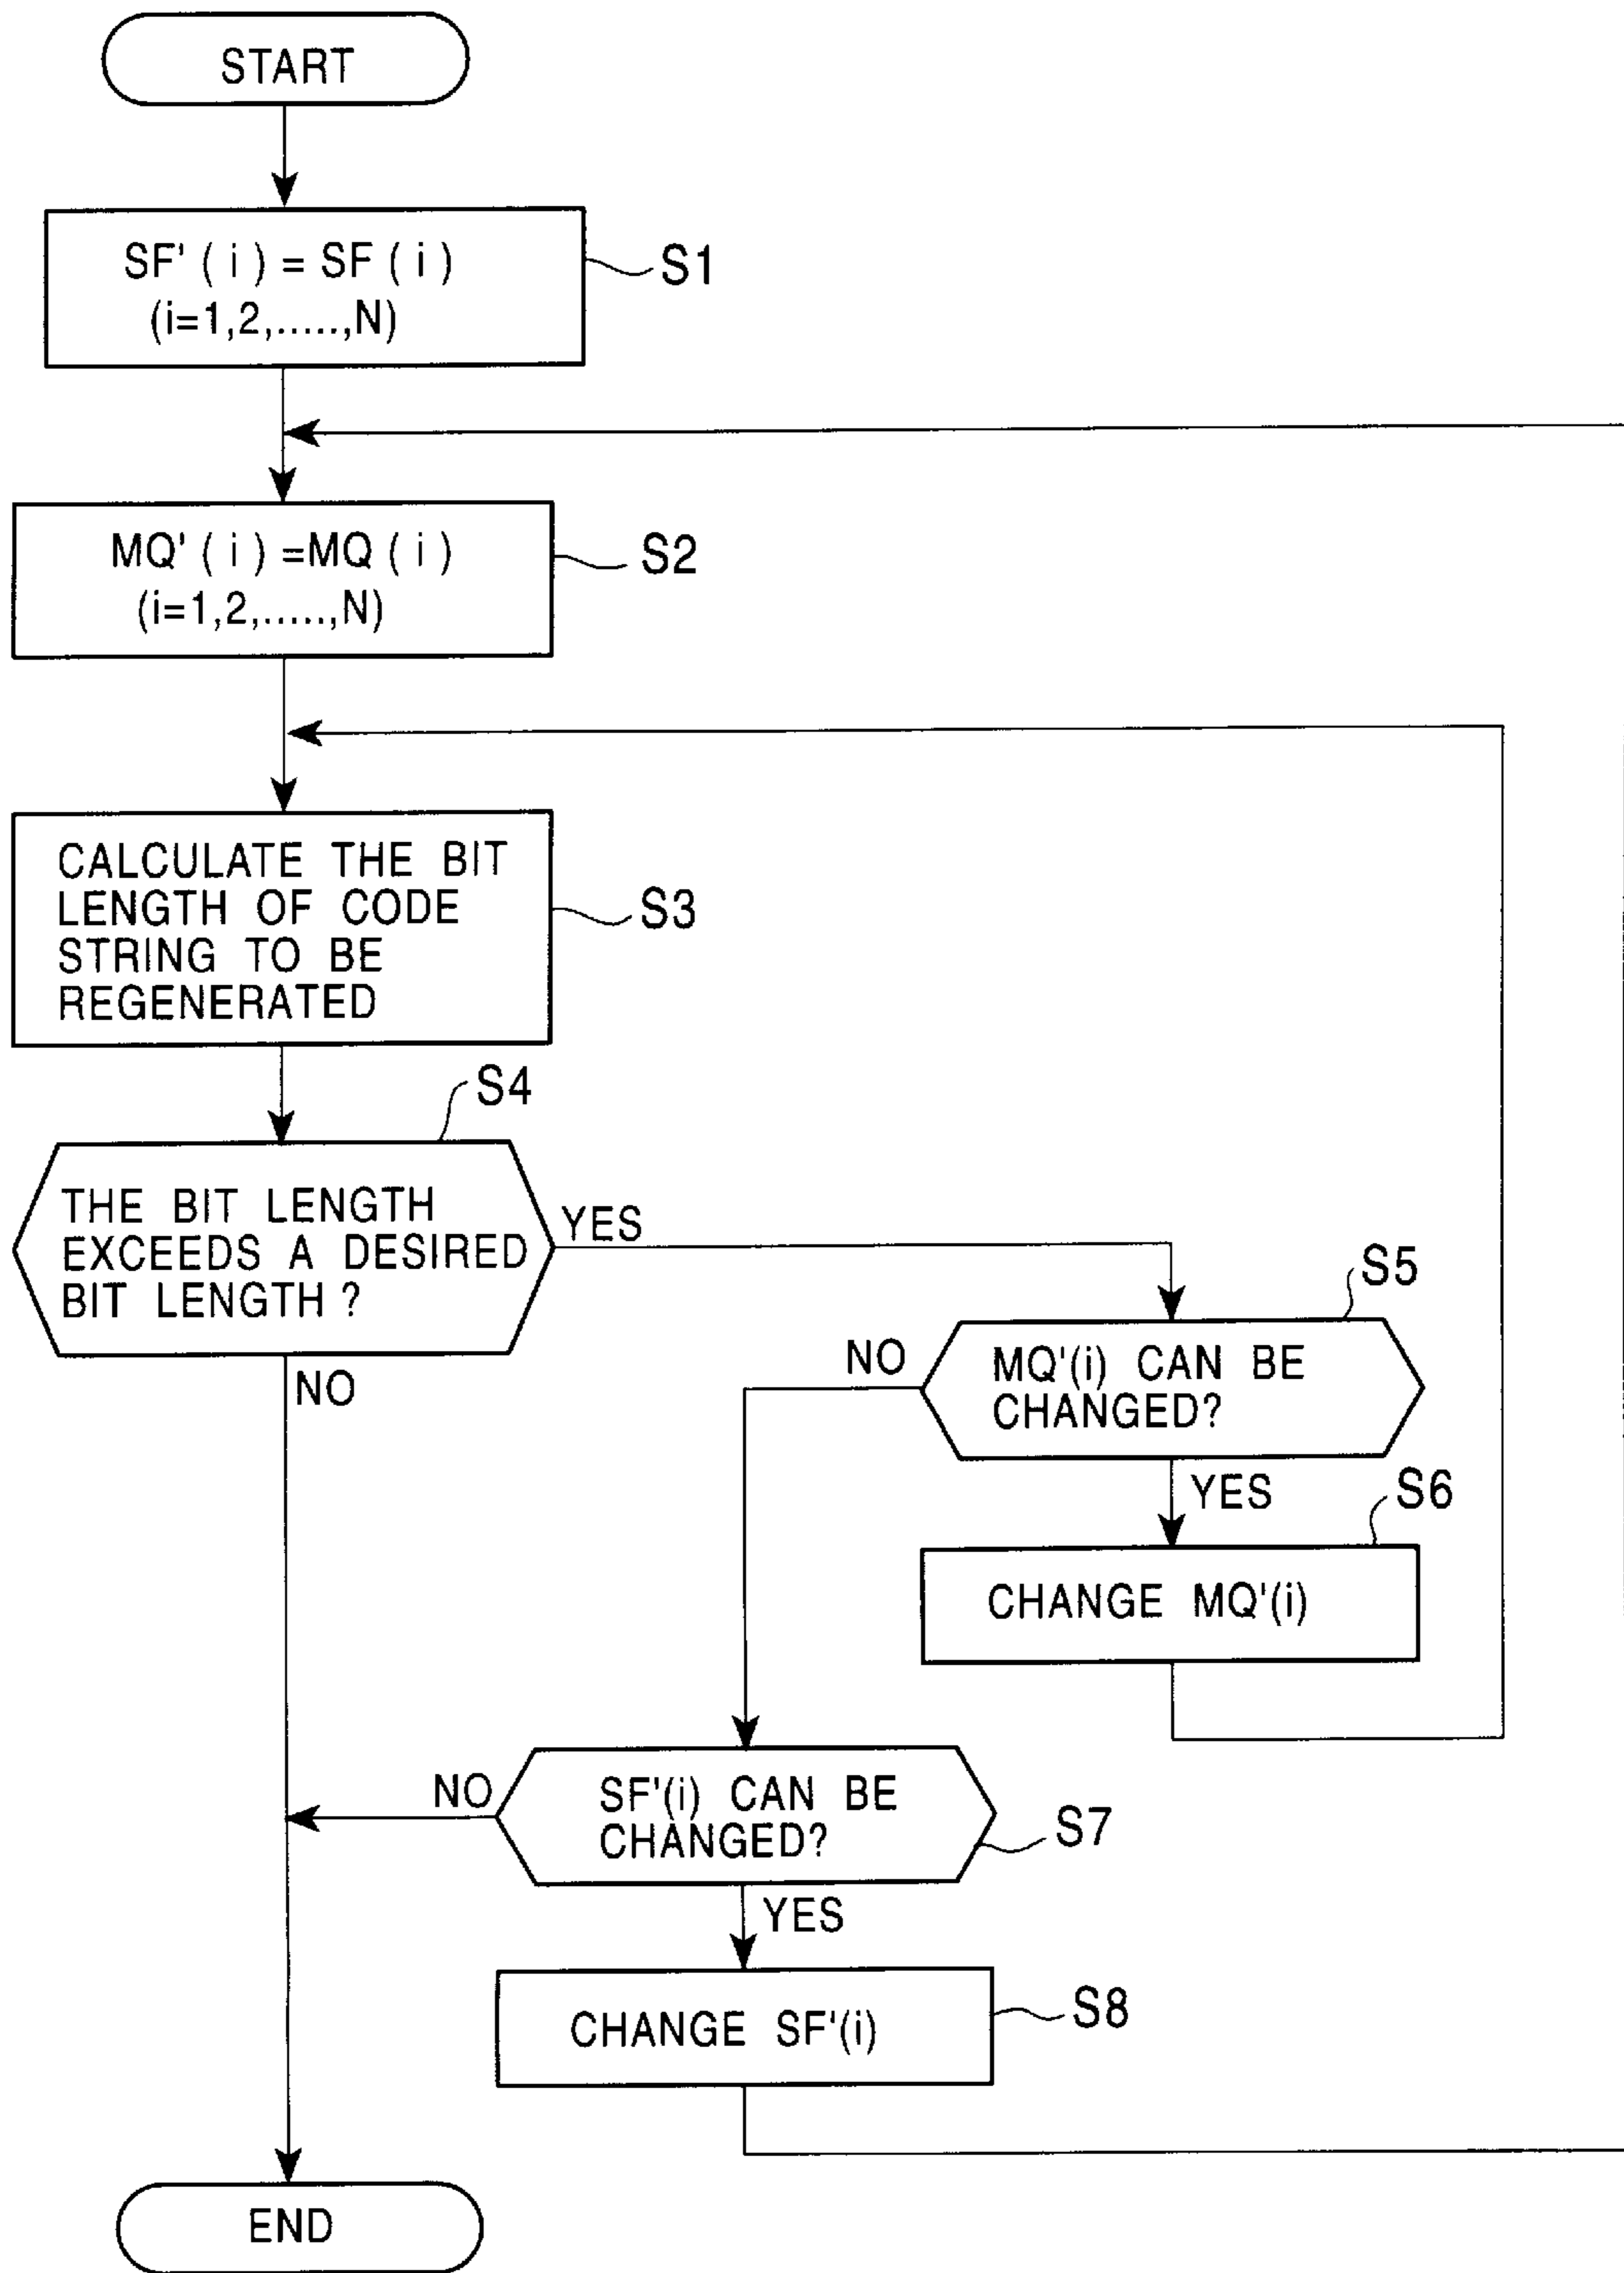 START
SF' ( i ) = SF ( i )
(i=1,2,.....,N)
S1
MQ' ( i ) =MQ ( i )
(i=1,2,.....,N)
S2
CALCULATE THE BIT
LENGTH OF CODE
STRING TO BE
REGENERATED
S3
S4
THE BIT LENGTH
EXCEEDS A DESIRED
BIT LENGTH ?
YES
NO
S5
MQ'(i) CAN BE
CHANGED?
NO
YES
S6
CHANGE MQ'(i)
SF'(i) CAN BE
CHANGED?
NO
S7
YES
CHANGE SF'(i)
S8
END